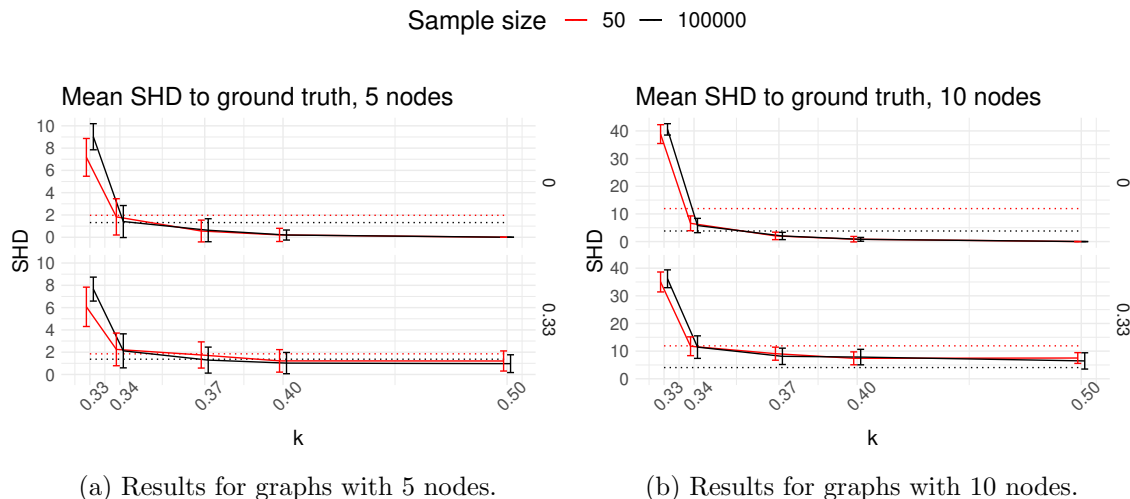 Sample size 50 100000
Mean SHD to ground truth, 5 nodes
10
8
6
4
2
0
0
10
8
6
4
2
0
0.33
SHD
0.33 0.34 0.37 0.40 0.50
k
(a) Results for graphs with 5 nodes.
Mean SHD to ground truth, 10 nodes
40
30
20
10
0
0
40
30
20
10
0
0.33
SHD
0.33 0.34 0.37 0.40 0.50
k
(b) Results for graphs with 10 nodes.